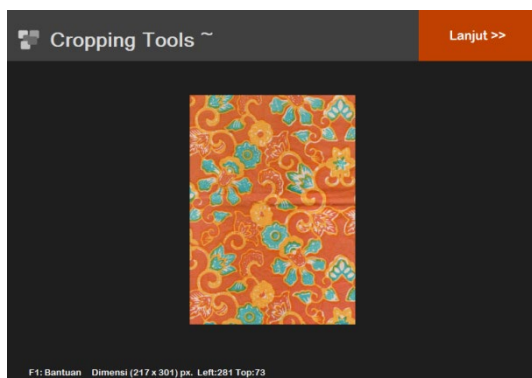 Cropping Tools ~
Lanjut >>
F1: Bantuan Dimensi (217 x 301) px. Left:281 Top:73